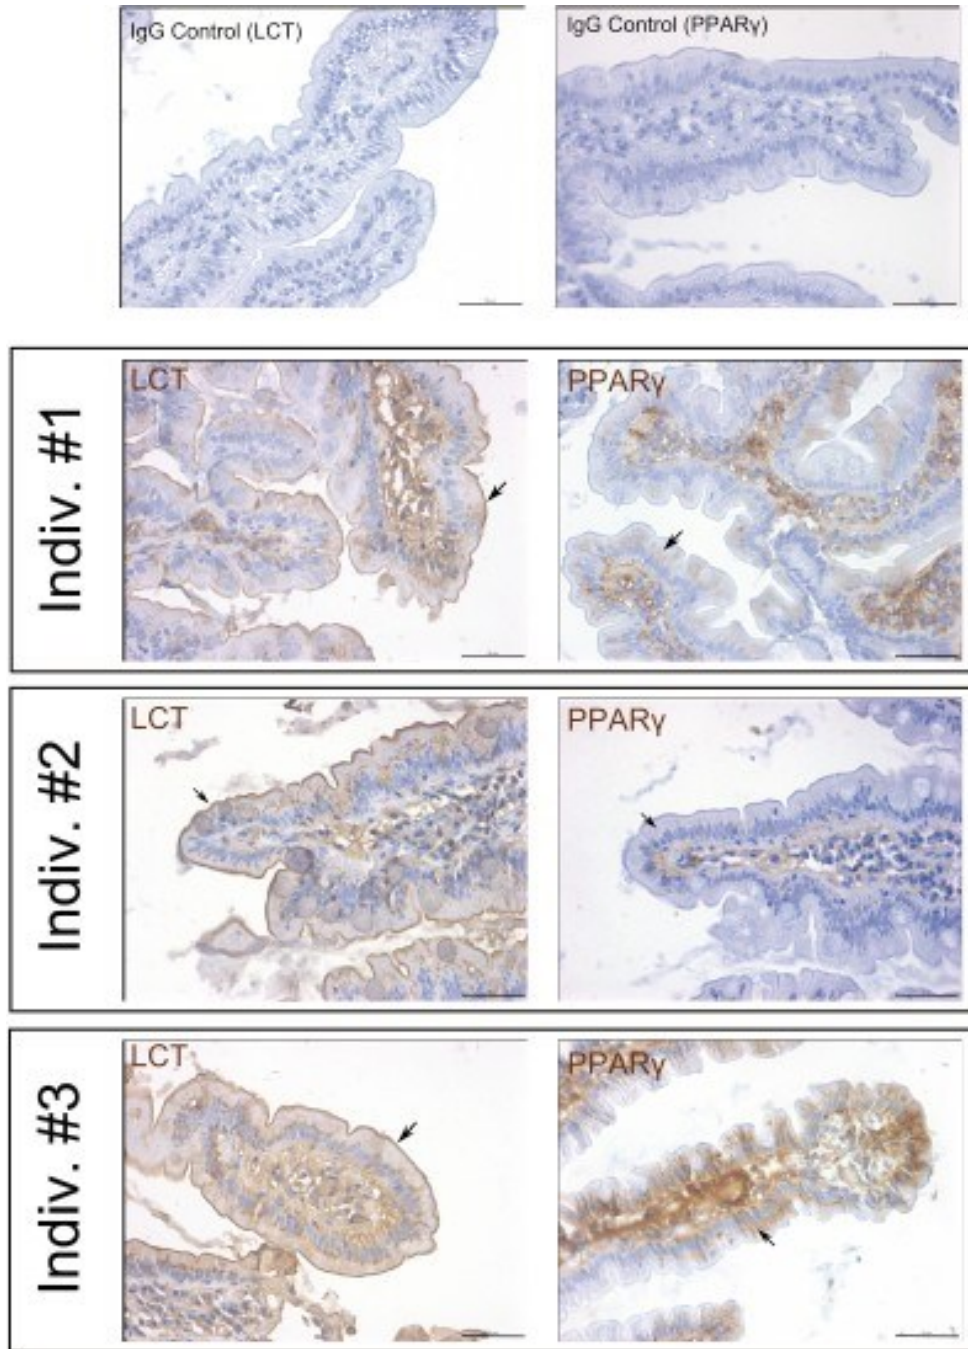 IgG Control (LCT)
IgG Control (PPARγ)
Indiv. #1
LCT
PPARγ
Indiv. #2
LCT
PPARγ
Indiv. #3
LCT
PPARγ